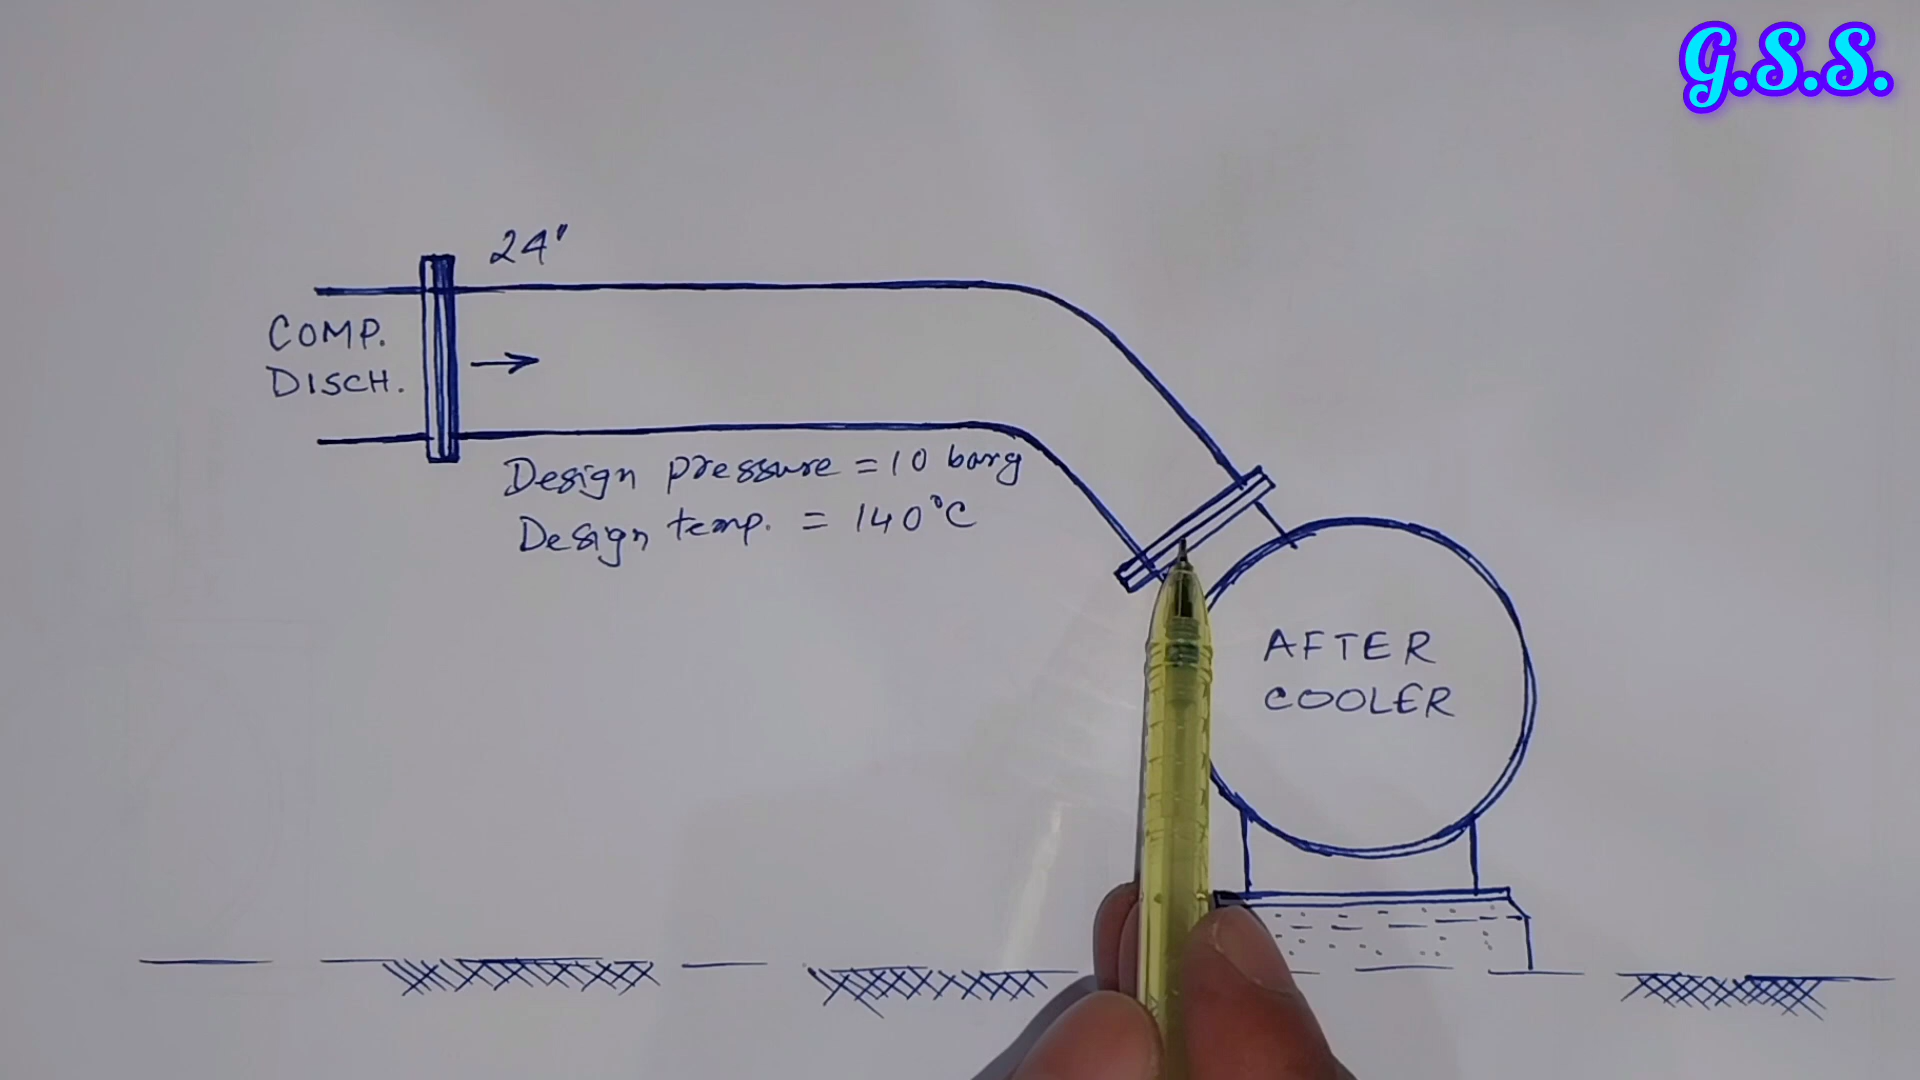 G.S.S.
24"
COMP.
DISCH.
Design pressure = 10 barg
Design temp. = 140°C
AFTER
COOLER